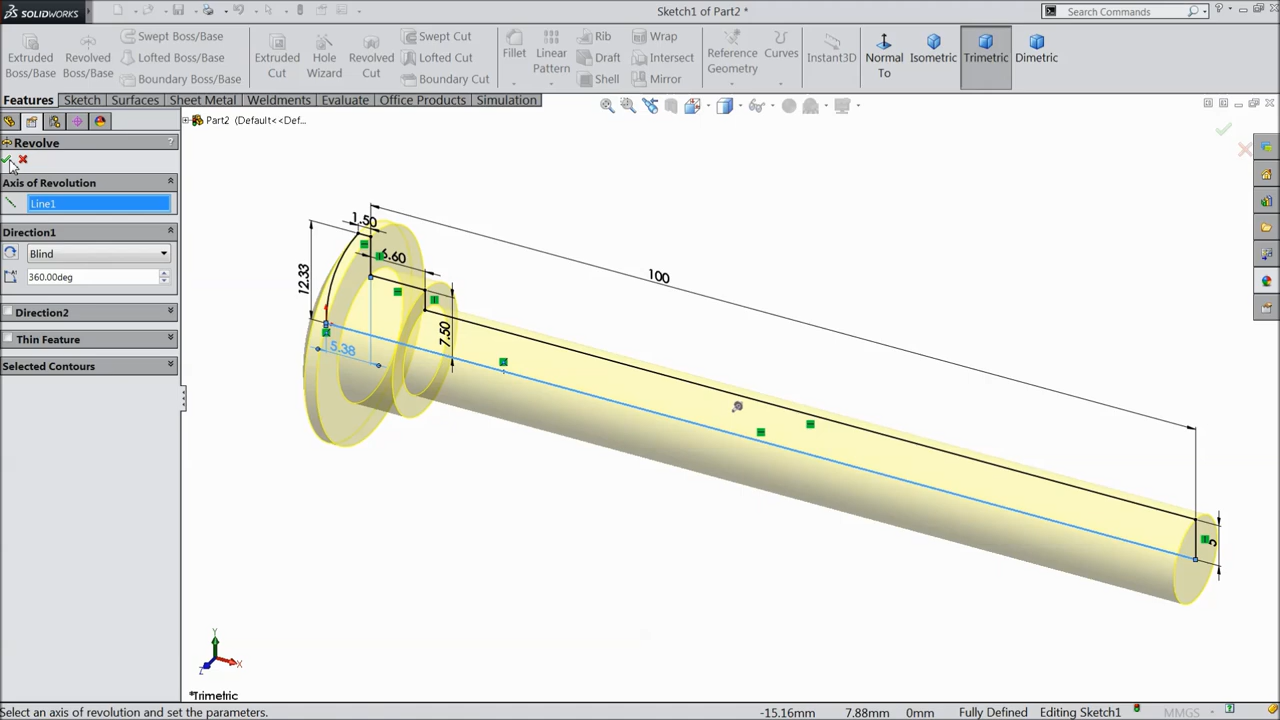 SOLIDWORKS
Sketch1 of Part2 *
Search Commands
Extruded Boss/Base
Revolved Boss/Base
Swept Boss/Base
Lofted Boss/Base
Boundary Boss/Base
Extruded Cut
Hole Wizard
Revolved Cut
Swept Cut
Lofted Cut
Boundary Cut
Fillet
Linear Pattern
Rib
Draft
Shell
Wrap
Intersect
Mirror
Reference Geometry
Curves
Instant3D
Normal To
Isometric
Trimetric
Dimetric
Features
Sketch
Surfaces
Sheet Metal
Weldments
Evaluate
Office Products
Simulation
Part2 (Default<<Def...
Revolve
?
Axis of Revolution
Line1
Direction1
Blind
360.00deg
Direction2
Thin Feature
Selected Contours
1.50
6.60
100
12.33
7.50
5.38
5
Y
X
Z
*Trimetric
Select an axis of revolution and set the parameters.
-15.16mm
7.88mm
0mm
Fully Defined
Editing Sketch1
MMGS